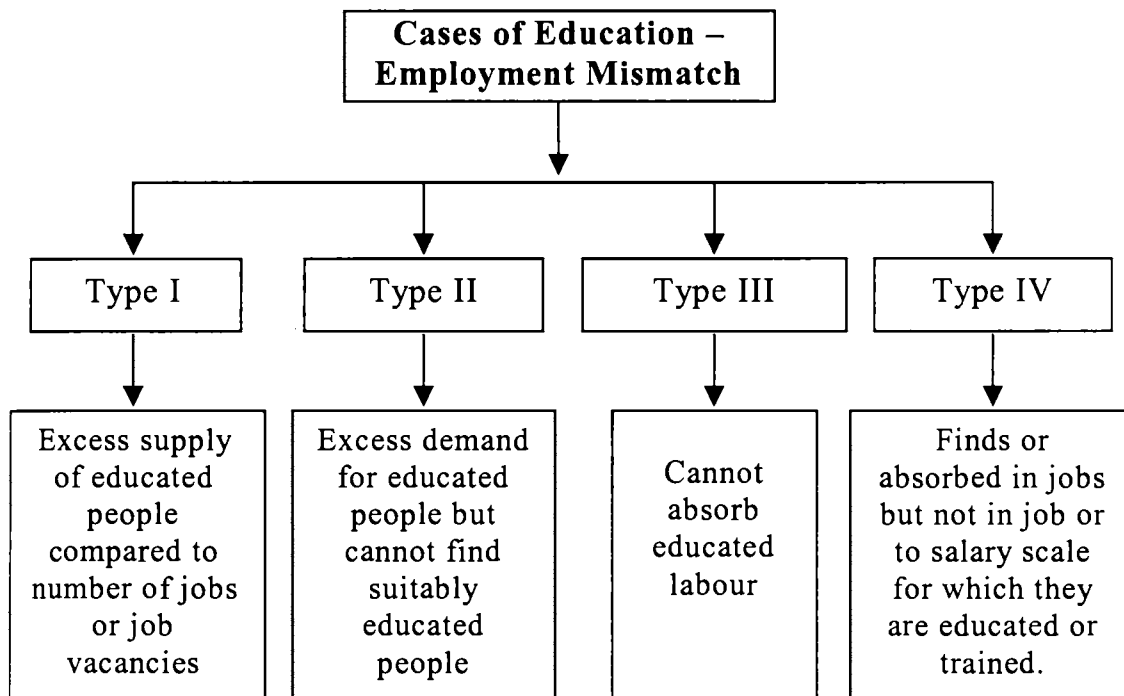 Cases of Education –
Employment Mismatch
Type I
Type II
Type III
Type IV
Excess supply
of educated
people
compared to
number of jobs
or job
vacancies
Excess demand
for educated
people but
cannot find
suitably
educated
people
Cannot
absorb
educated
labour
Finds or
absorbed in jobs
but not in job or
to salary scale
for which they
are educated or
trained.